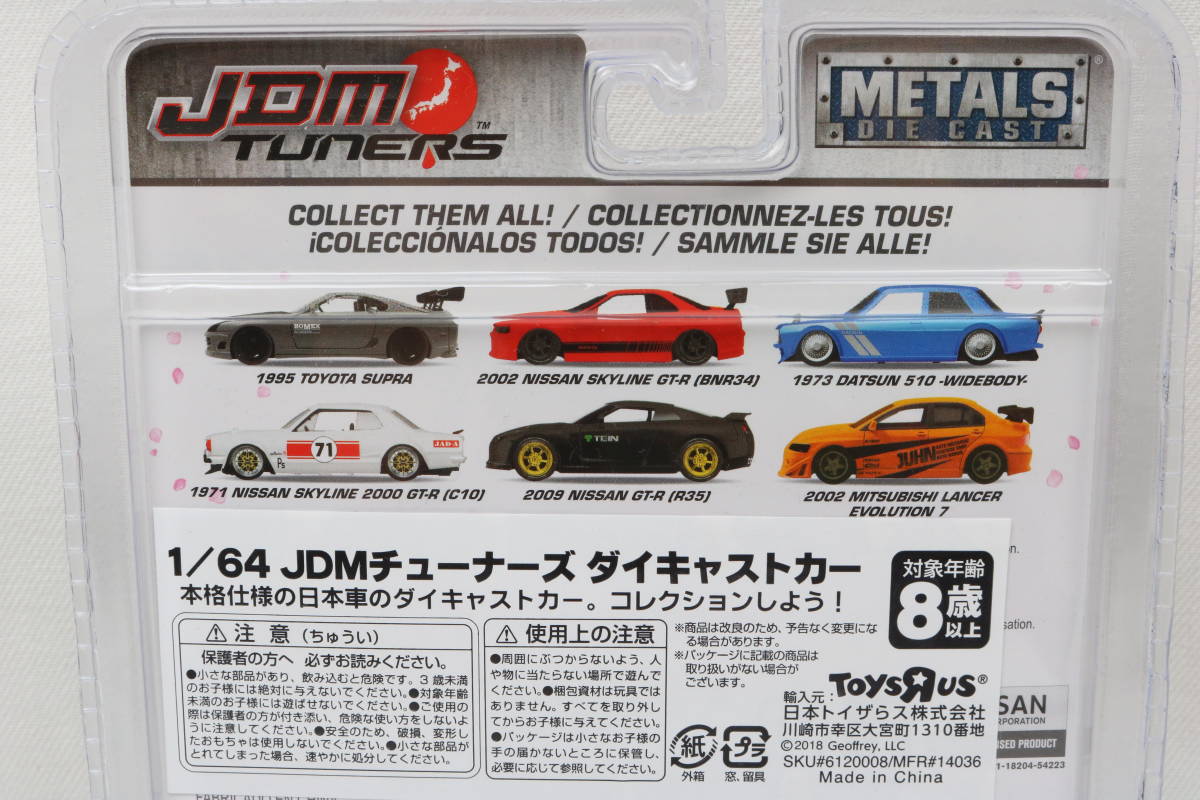 JDM
TUNERS™
METALS®
DIE CAST
COLLECT THEM ALL! / COLLECTIONNEZ-LES TOUS!
¡COLECCIÓNALOS TODOS! / SAMMLE SIE ALLE!
BOMEX
1995 TOYOTA SUPRA
2002 NISSAN SKYLINE GT-R (BNR34)
DATSUN
1973 DATSUN 510 -WIDEBODY-
71
JAD-A
PS
1971 NISSAN SKYLINE 2000 GT-R (C10)
TEIN
2009 NISSAN GT-R (R35)
JUHN
2002 MITSUBISHI LANCER
EVOLUTION 7
1/64 JDMチューナーズ ダイキャストカー
本格仕様の日本車のダイキャストカー。コレクションしよう!
対象年齢
8歳以上
⚠ 注 意 (ちゅうい)
保護者の方へ 必ずお読みください。
●小さな部品があり、飲み込むと危険です。3歳未満
のお子様には絶対に与えないでください。●対象年齢
未満のお子様には遊ばせないでください。●ご使用の
際は保護者の方が付き添い、危険な使い方をしないよ
うに注意してください。●安全のため、破損、変形し
たおもちゃは使用しないでください。●小さな部品が
とれてしまった場合、速やかに処分してください。
⚠ 使用上の注意
●周囲にぶつからないよう、人
や物に当たらない場所で遊んで
ください。●梱包資材は玩具では
ありません。すべてを取り外し
てからお子様に与えてください。
●パッケージは小さなお子様の
手の届かないところに保管し、
必要に応じて参照してください。
※商品は改良のため、予告なく変更にな
る場合があります。
※パッケージに記載の商品は
取り扱いがない場合が
ございます。
紙
外箱
プラ
窓、留具
輸入元:
TOYSЯUS®
日本トイザらス株式会社
川崎市幸区大宮町1310番地
©2018 Geoffrey, LLC
SKU#6120008/MFR#14036
Made in China
on.
sation.
SAN
ORPORATION
ISED PRODUCT
1-18204-54223